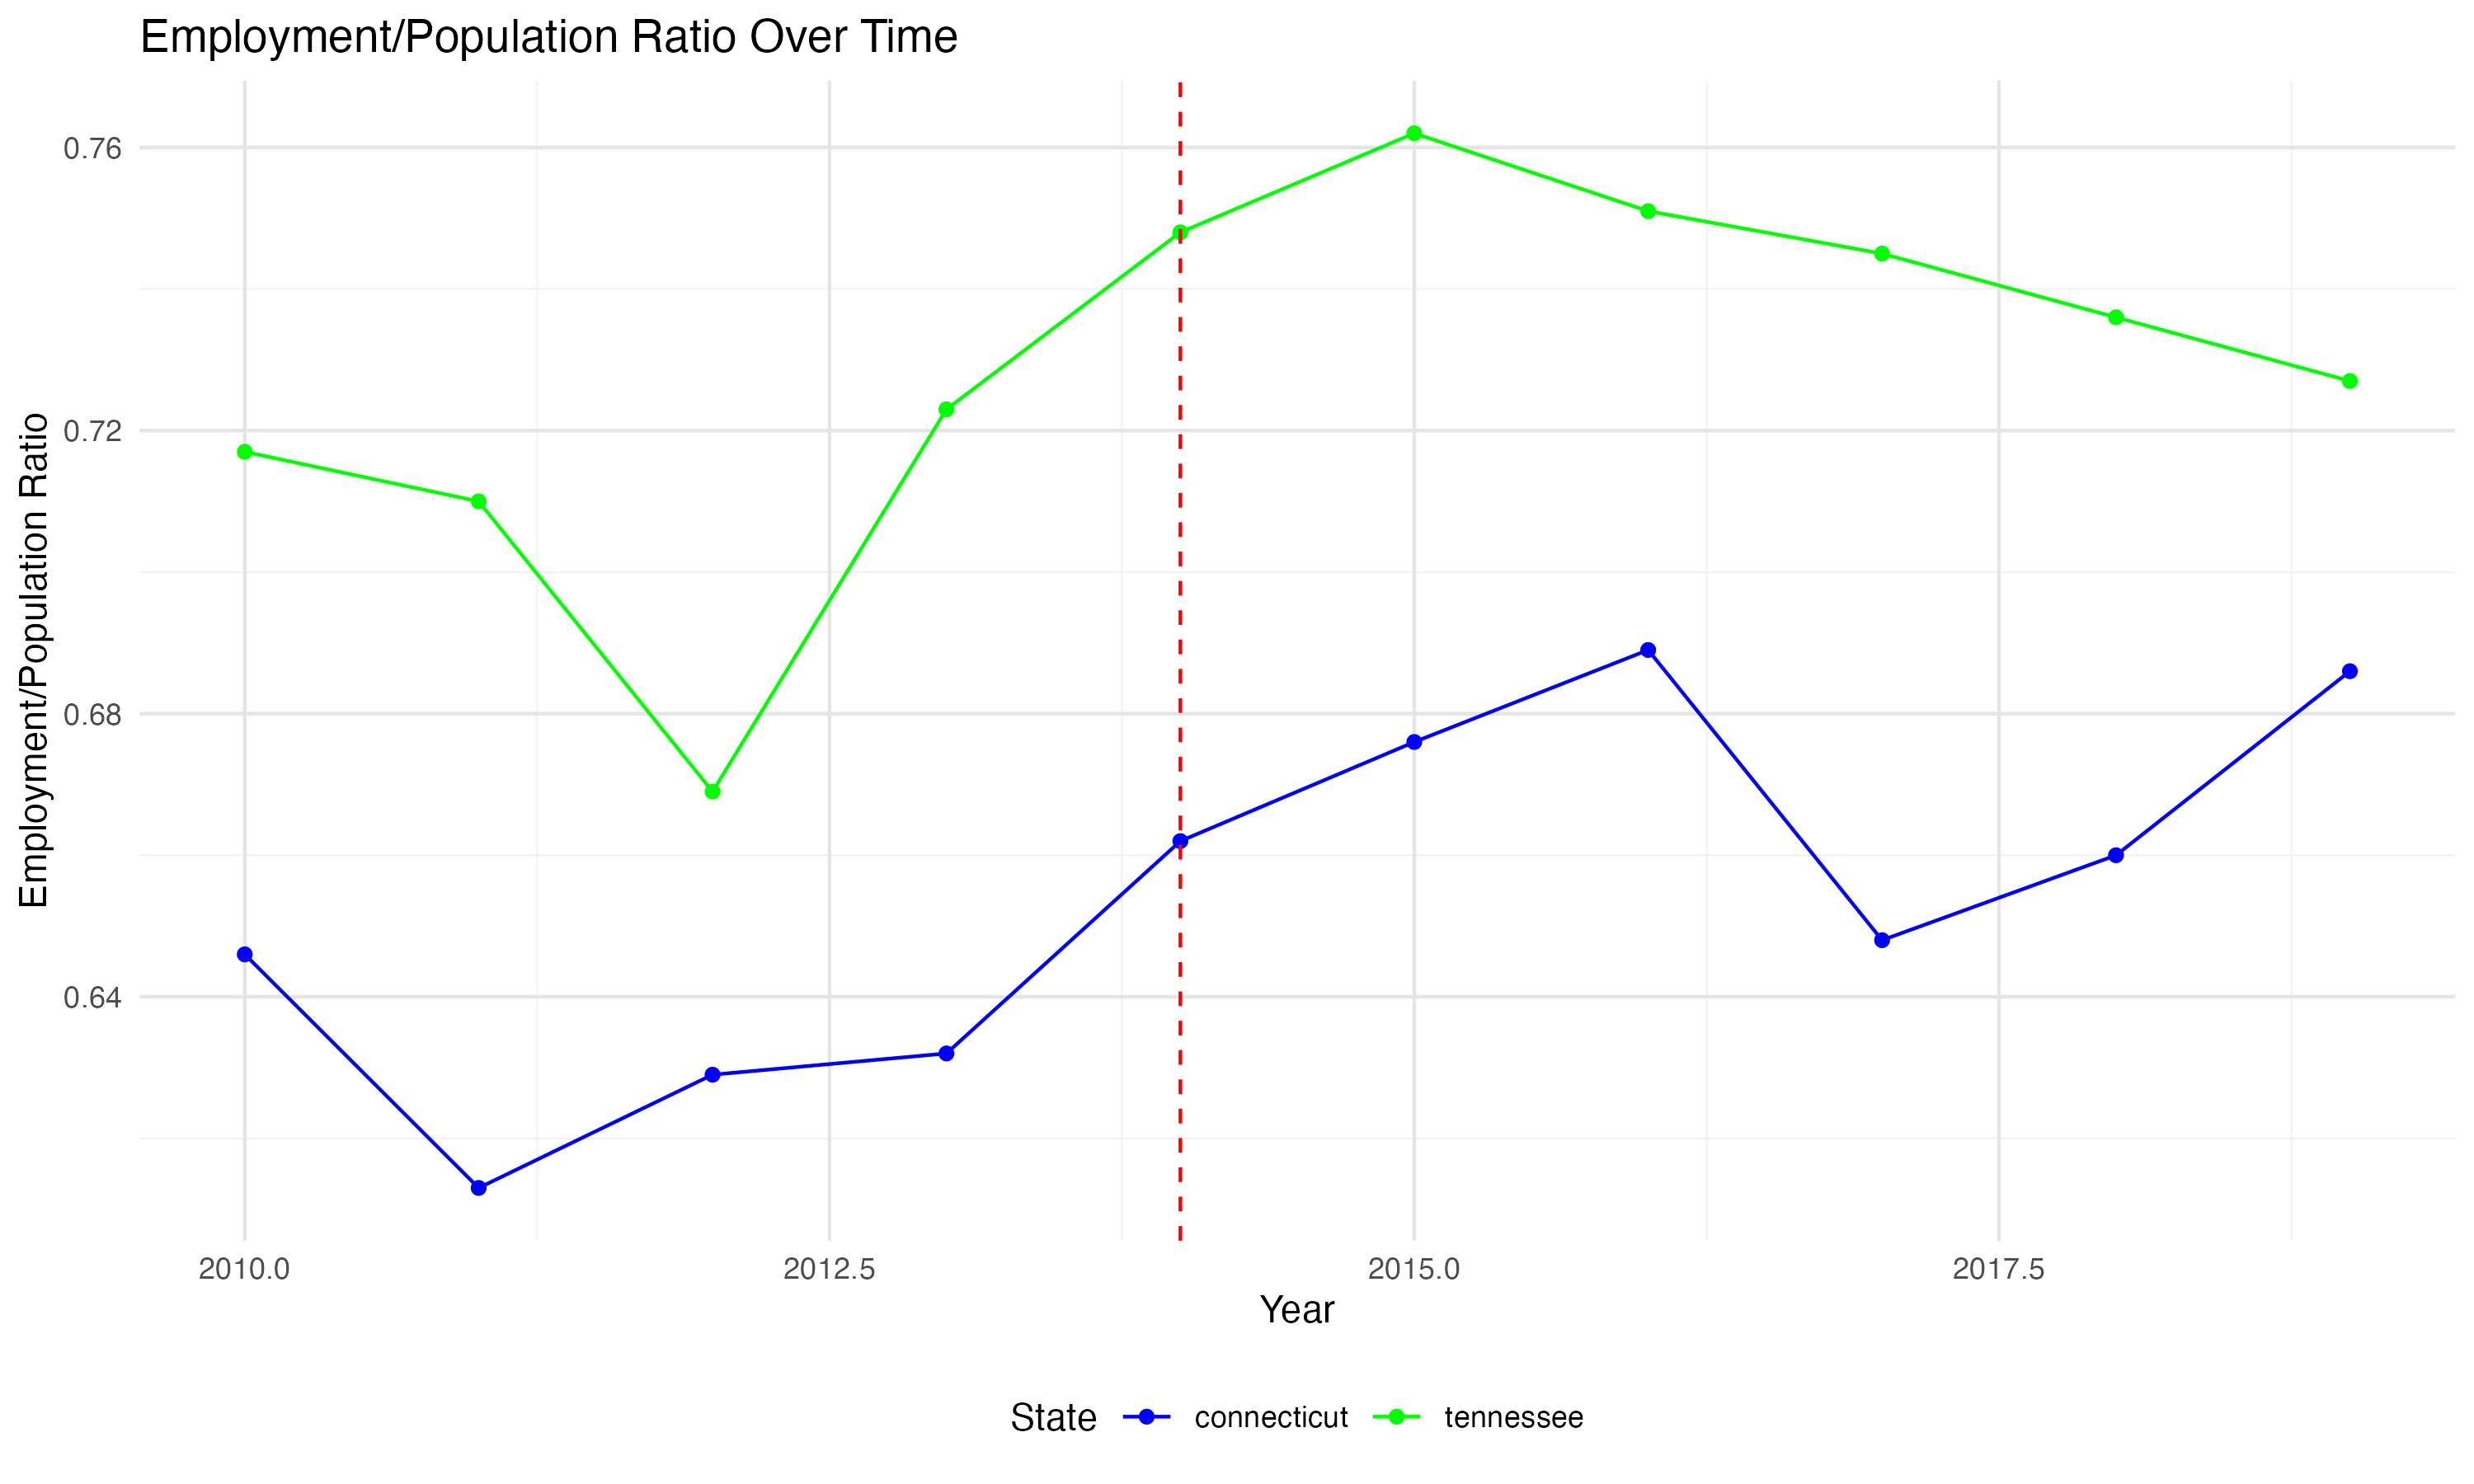 Employment/Population Ratio Over Time
Employment/Population Ratio
0.76
0.72
0.68
0.64
2010.0 2012.5 2015.0 2017.5
Year
State connecticut tennessee